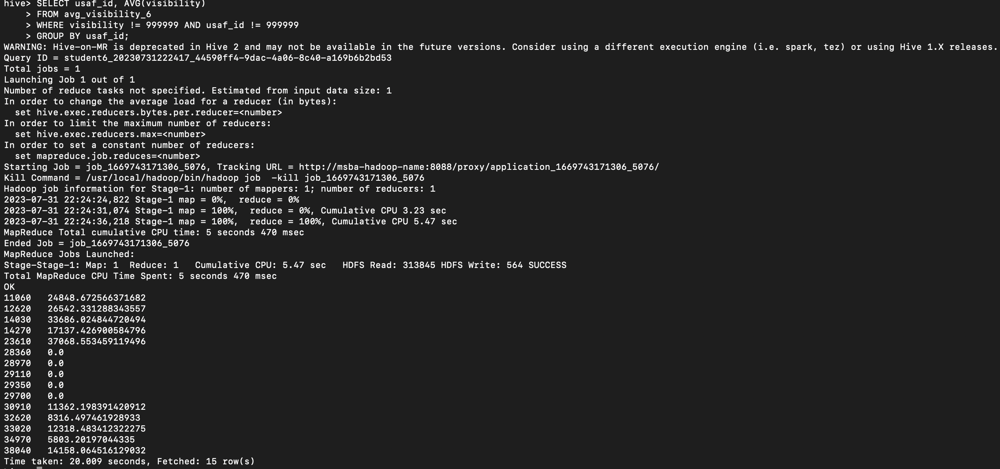 hive> SELECT usaf_id, AVG(visibility)
    > FROM avg_visibility_6
    > WHERE visibility != 999999 AND usaf_id != 999999
    > GROUP BY usaf_id;
WARNING: Hive-on-MR is deprecated in Hive 2 and may not be available in the future versions. Consider using a different execution engine (i.e. spark, tez) or using Hive 1.X releases.
Query ID = student6_20230731222417_44590ff4-9dac-4a06-8c40-a169b6b2bd53
Total jobs = 1
Launching Job 1 out of 1
Number of reduce tasks not specified. Estimated from input data size: 1
In order to change the average load for a reducer (in bytes):
  set hive.exec.reducers.bytes.per.reducer=<number>
In order to limit the maximum number of reducers:
  set hive.exec.reducers.max=<number>
In order to set a constant number of reducers:
  set mapreduce.job.reduces=<number>
Starting Job = job_1669743171306_5076, Tracking URL = http://msba-hadoop-name:8088/proxy/application_1669743171306_5076/
Kill Command = /usr/local/hadoop/bin/hadoop job  -kill job_1669743171306_5076
Hadoop job information for Stage-1: number of mappers: 1; number of reducers: 1
2023-07-31 22:24:24,822 Stage-1 map = 0%,  reduce = 0%
2023-07-31 22:24:31,074 Stage-1 map = 100%,  reduce = 0%, Cumulative CPU 3.23 sec
2023-07-31 22:24:36,218 Stage-1 map = 100%,  reduce = 100%, Cumulative CPU 5.47 sec
MapReduce Total cumulative CPU time: 5 seconds 470 msec
Ended Job = job_1669743171306_5076
MapReduce Jobs Launched:
Stage-Stage-1: Map: 1  Reduce: 1   Cumulative CPU: 5.47 sec   HDFS Read: 313845 HDFS Write: 564 SUCCESS
Total MapReduce CPU Time Spent: 5 seconds 470 msec
OK
11060   24848.672566371682
12620   26542.331288343557
14030   33686.024844720494
14270   17137.426900584796
23610   37068.553459119496
28360   0.0
28970   0.0
29110   0.0
29350   0.0
29700   0.0
30910   11362.198391420912
32620   8316.497461928933
33020   12318.483412322275
34970   5803.20197044335
38040   14158.064516129032
Time taken: 20.009 seconds, Fetched: 15 row(s)